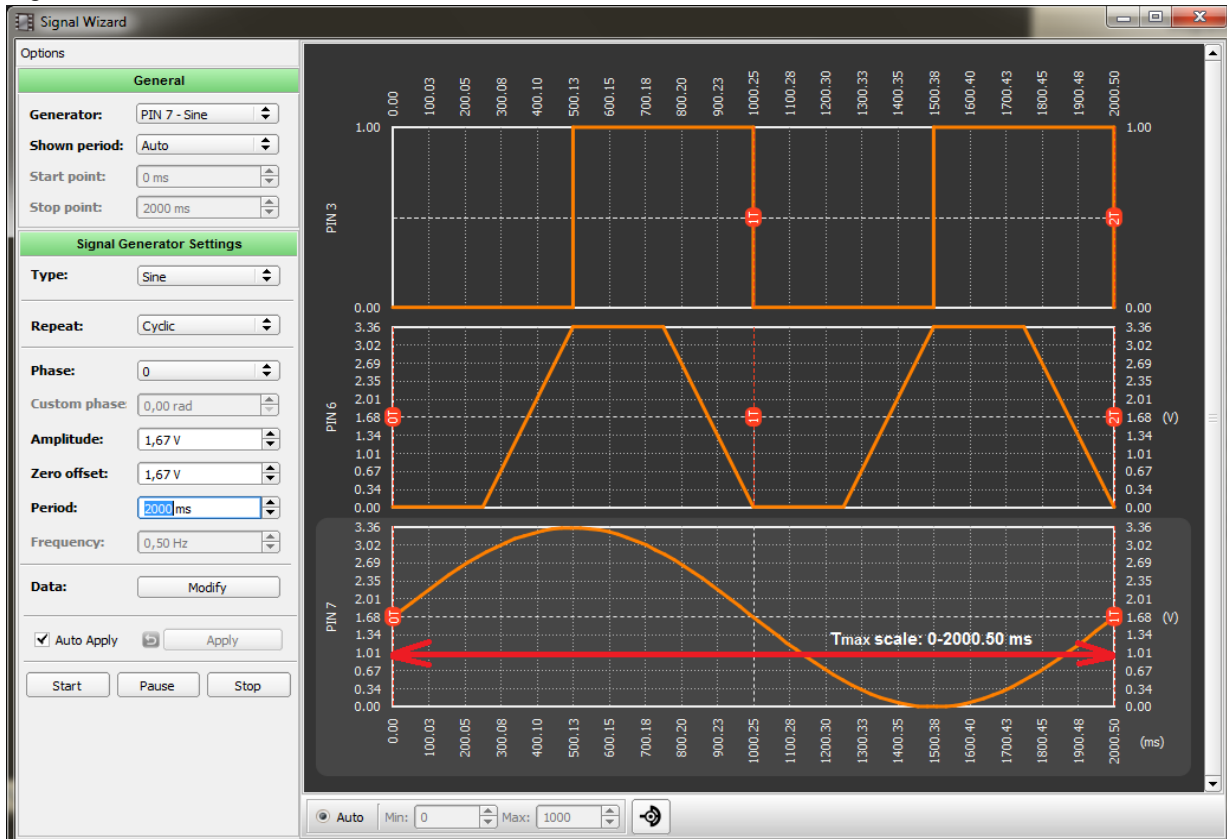 Signal Wizard
Options
General
Generator: PIN 7 - Sine
Shown period: Auto
Start point: 0 ms
Stop point: 2000 ms
Signal Generator Settings
Type: Sine
Repeat: Cyclic
Phase: 0
Custom phase 0,00 rad
Amplitude: 1,67 V
Zero offset: 1,67 V
Period: 2000 ms
Frequency: 0,50 Hz
Data: Modify
Auto Apply Apply
Start Pause Stop
0.00 100.03 200.05 300.08 400.10 500.13 600.15 700.18 800.20 900.23 1000.25 1100.28 1200.30 1300.33 1400.35 1500.38 1600.40 1700.43 1800.45 1900.48 2000.50
1.00 1.00
PIN 3 1T 2T
0.00 0.00
3.36 3.36
3.02 3.02
2.69 2.69
2.35 2.35
2.01 2.01
PIN 6 1.68 0T 1T 2T 1.68 (V)
1.34 1.34
1.01 1.01
0.67 0.67
0.34 0.34
0.00 0.00
3.36 3.36
3.02 3.02
2.69 2.69
2.35 2.35
2.01 2.01
PIN 7 1.68 0T 1T 1.68 (V)
1.34 Tmax scale: 0-2000.50 ms 1.34
1.01 1.01
0.67 0.67
0.34 0.34
0.00 0.00
0.00 100.03 200.05 300.08 400.10 500.13 600.15 700.18 800.20 900.23 1000.25 1100.28 1200.30 1300.33 1400.35 1500.38 1600.40 1700.43 1800.45 1900.48 2000.50 (ms)
Auto Min: 0 Max: 1000